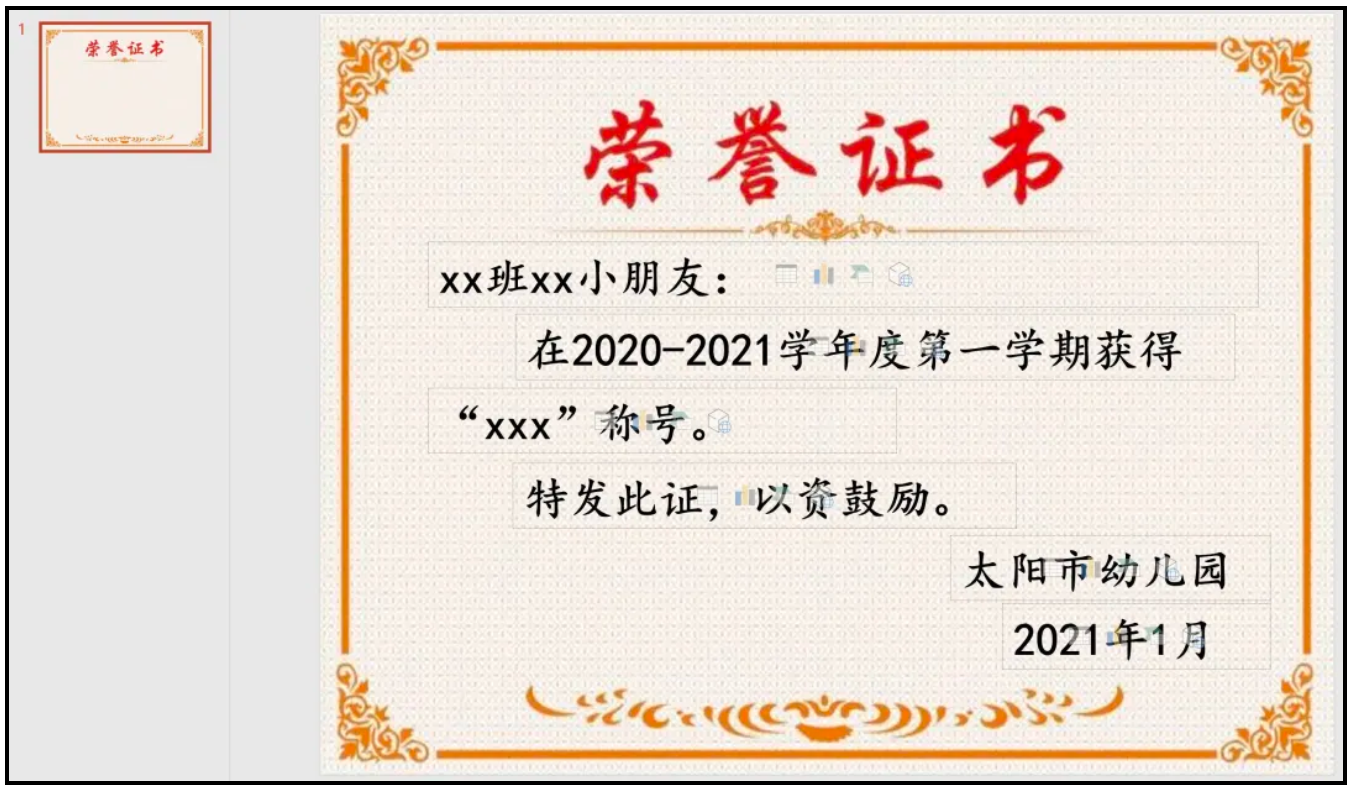 1
荣誉证书
荣誉证书
xx班xx小朋友：
在2020-2021学年度第一学期获得
“xxx”称号。
特发此证，以资鼓励。
太阳市幼儿园
2021年1月